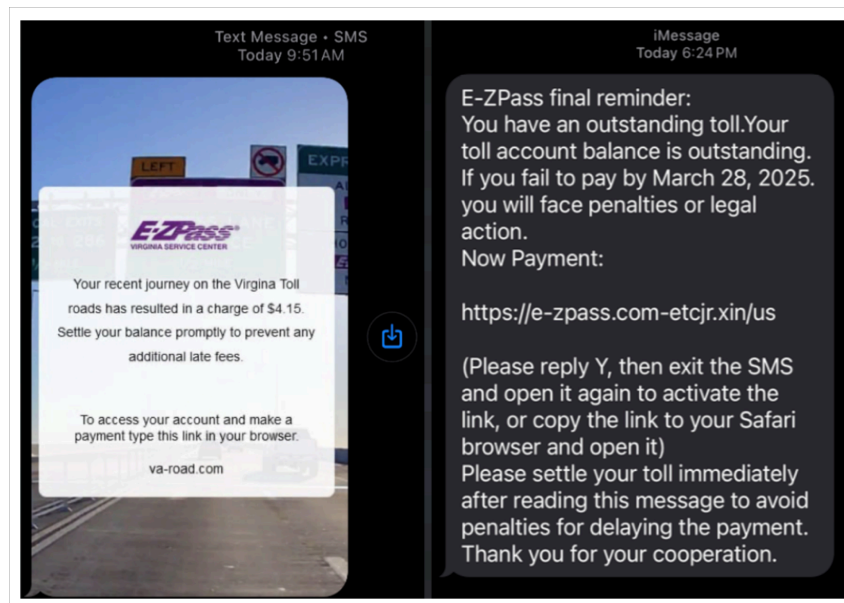 Text Message • SMS
Today 9:51 AM
LEFT
EXPR
E-ZPass®
VIRGINIA SERVICE CENTER
Your recent journey on the Virgina Toll
roads has resulted in a charge of $4.15.
Settle your balance promptly to prevent any
additional late fees.
To access your account and make a
payment type this link in your browser.
va-road.com
iMessage
Today 6:24 PM
E-ZPass final reminder:
You have an outstanding toll.Your
toll account balance is outstanding.
If you fail to pay by March 28, 2025.
you will face penalties or legal
action.
Now Payment:
https://e-zpass.com-etcjr.xin/us
(Please reply Y, then exit the SMS
and open it again to activate the
link, or copy the link to your Safari
browser and open it)
Please settle your toll immediately
after reading this message to avoid
penalties for delaying the payment.
Thank you for your cooperation.